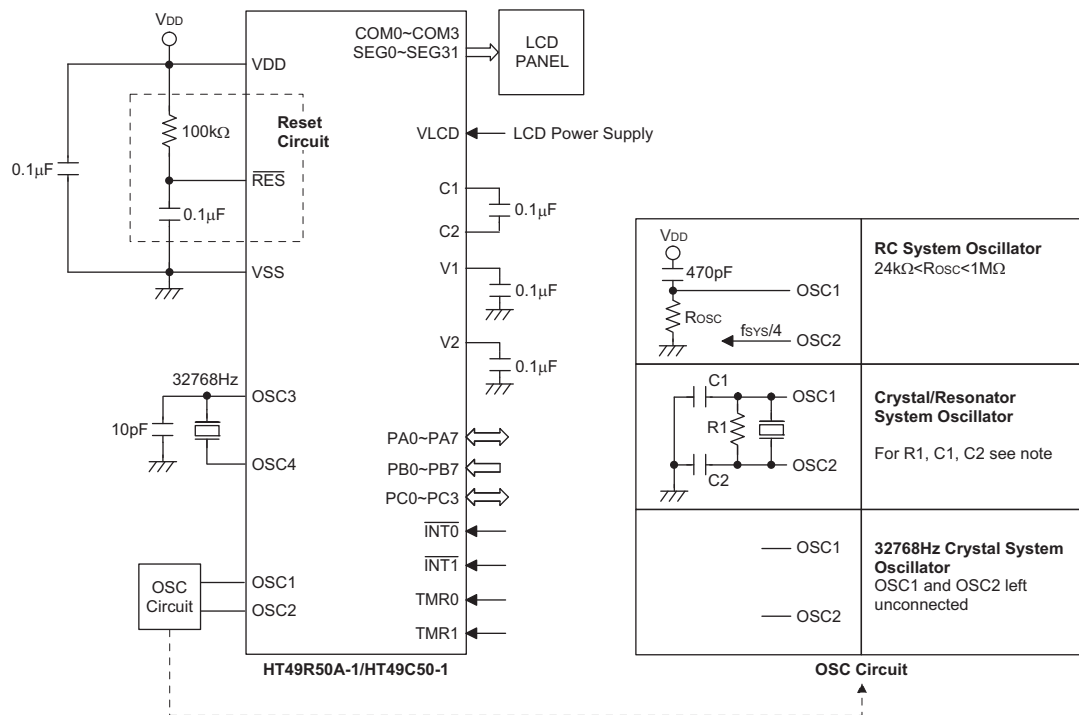 VDD
COM0~COM3
SEG0~SEG31
LCD
PANEL
VDD
100kΩ
Reset
Circuit
VLCD
LCD Power Supply
0.1μF
RES
C1
0.1μF
0.1μF
C2
VSS
V1
0.1μF
V2
0.1μF
32768Hz
OSC3
10pF
OSC4
PA0~PA7
PB0~PB7
PC0~PC3
INT0
INT1
OSC
Circuit
OSC1
OSC2
TMR0
TMR1
HT49R50A-1/HT49C50-1
VDD
470pF
OSC1
ROSC
fSYS/4
OSC2
RC System Oscillator
24kΩ<ROSC<1MΩ
C1
OSC1
R1
OSC2
C2
Crystal/Resonator
System Oscillator
For R1, C1, C2 see note
OSC1
OSC2
32768Hz Crystal System
Oscillator
OSC1 and OSC2 left
unconnected
OSC Circuit